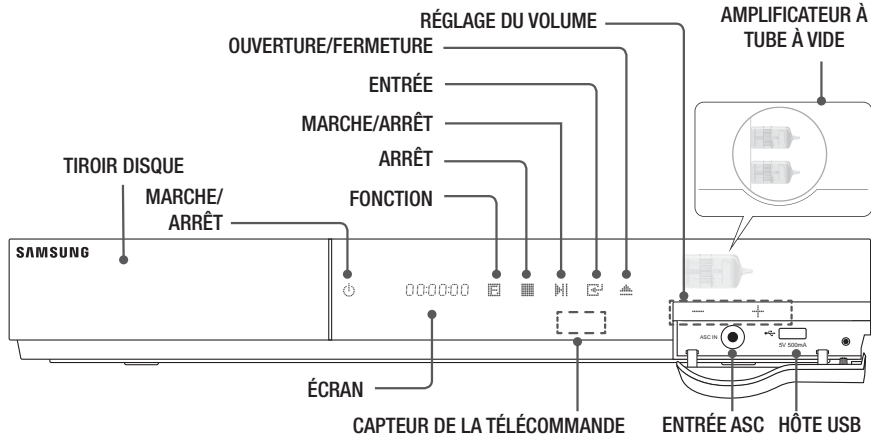 RÉGLAGE DU VOLUME
AMPLIFICATEUR À
TUBE À VIDE
OUVERTURE/FERMETURE
ENTRÉE
MARCHE/ARRÊT
ARRÊT
TIROIR DISQUE
MARCHE/
ARRÊT
FONCTION
SAMSUNG
00:00:00
ASC IN
5V 500mA
ÉCRAN
CAPTEUR DE LA TÉLÉCOMMANDE
ENTRÉE ASC
HÔTE USB